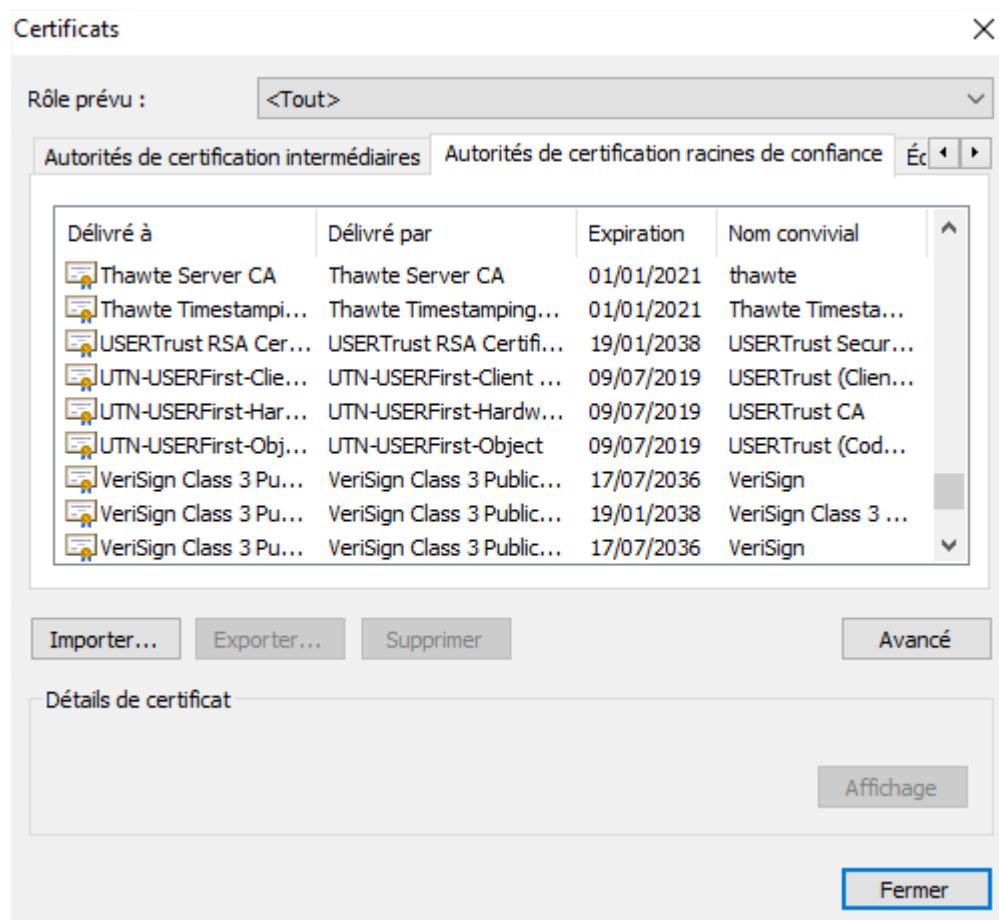 Certificats
Rôle prévu : <Tout>
Autorités de certification intermédiaires Autorités de certification racines de confiance Éc
Délivré à Délivré par Expiration Nom convivial
Thawte Server CA Thawte Server CA 01/01/2021 thawte
Thawte Timestampi... Thawte Timestamping... 01/01/2021 Thawte Timesta...
USERTrust RSA Cer... USERTrust RSA Certifi... 19/01/2038 USERTrust Secur...
UTN-USERFirst-Clie... UTN-USERFirst-Client ... 09/07/2019 USERTrust (Clien...
UTN-USERFirst-Har... UTN-USERFirst-Hardw... 09/07/2019 USERTrust CA
UTN-USERFirst-Obj... UTN-USERFirst-Object 09/07/2019 USERTrust (Cod...
VeriSign Class 3 Pu... VeriSign Class 3 Public... 17/07/2036 VeriSign
VeriSign Class 3 Pu... VeriSign Class 3 Public... 19/01/2038 VeriSign Class 3 ...
VeriSign Class 3 Pu... VeriSign Class 3 Public... 17/07/2036 VeriSign
Importer... Exporter... Supprimer Avancé
Détails de certificat
Affichage
Fermer